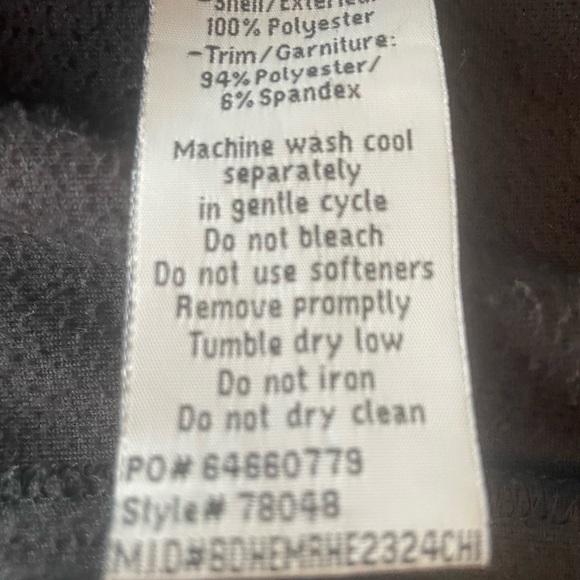 -Shell/Exterieur:
100% Polyester
-Trim/Garniture:
94% Polyester/
6% Spandex
Machine wash cool
separately
in gentle cycle
Do not bleach
Do not use softeners
Remove promptly
Tumble dry low
Do not iron
Do not dry clean
PO# 64660779
Style# 78048